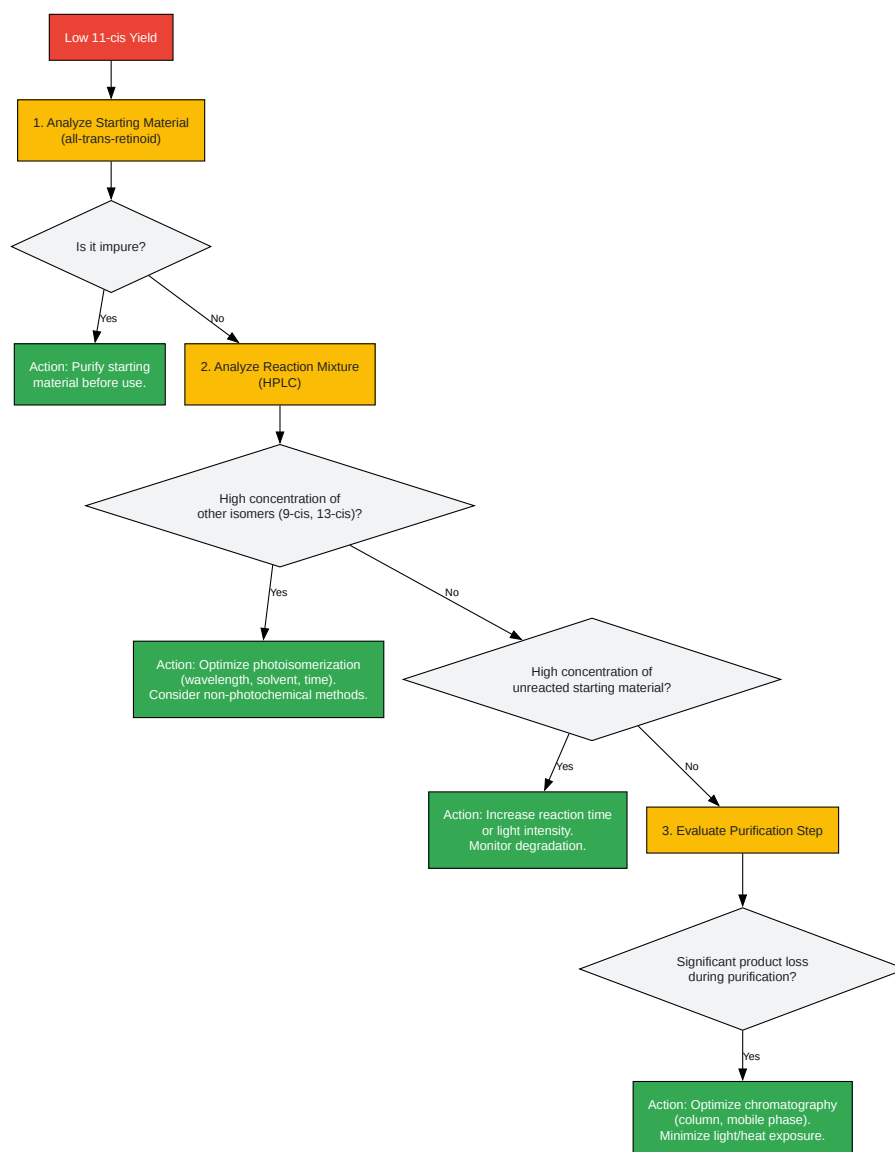 Low 11-cis Yield
1. Analyze Starting Material
(all-trans-retinoid)
Is it impure?
Yes
No
Action: Purify starting
material before use.
2. Analyze Reaction Mixture
(HPLC)
High concentration of
other isomers (9-cis, 13-cis)?
Yes
No
Action: Optimize photoisomerization
(wavelength, solvent, time).
Consider non-photochemical methods.
High concentration of
unreacted starting material?
Yes
No
Action: Increase reaction time
or light intensity.
Monitor degradation.
3. Evaluate Purification Step
Significant product loss
during purification?
Yes
Action: Optimize chromatography
(column, mobile phase).
Minimize light/heat exposure.